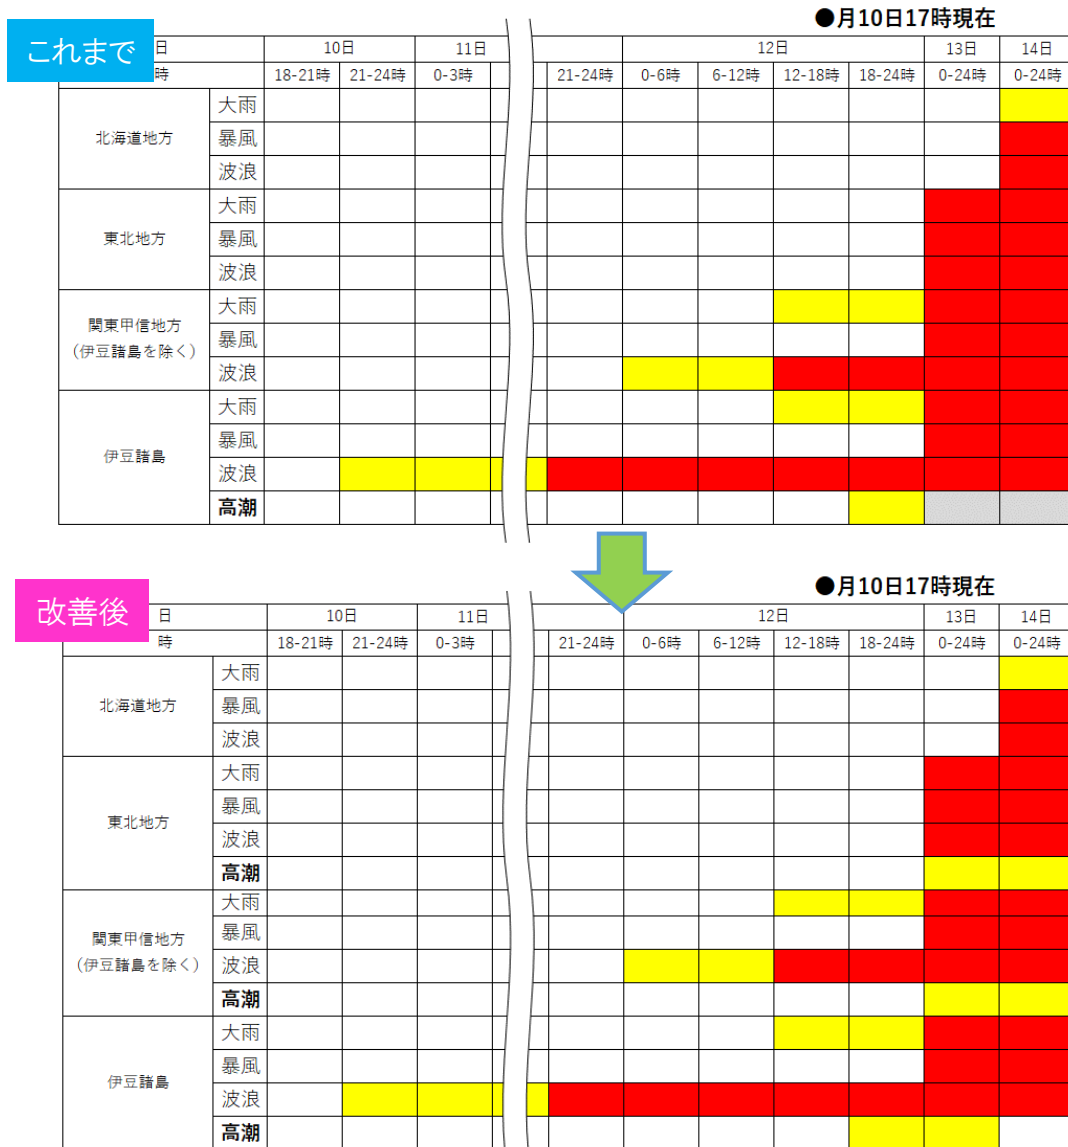 ●月10日17時現在
これまで
日 10日 11日 12日 13日 14日
時 18-21時 21-24時 0-3時 21-24時 0-6時 6-12時 12-18時 18-24時 0-24時 0-24時
北海道地方
大雨
暴風
波浪
東北地方
大雨
暴風
波浪
関東甲信地方
（伊豆諸島を除く）
大雨
暴風
波浪
伊豆諸島
大雨
暴風
波浪
高潮
●月10日17時現在
改善後
日 10日 11日 12日 13日 14日
時 18-21時 21-24時 0-3時 21-24時 0-6時 6-12時 12-18時 18-24時 0-24時 0-24時
北海道地方
大雨
暴風
波浪
東北地方
大雨
暴風
波浪
高潮
関東甲信地方
（伊豆諸島を除く）
大雨
暴風
波浪
高潮
伊豆諸島
大雨
暴風
波浪
高潮